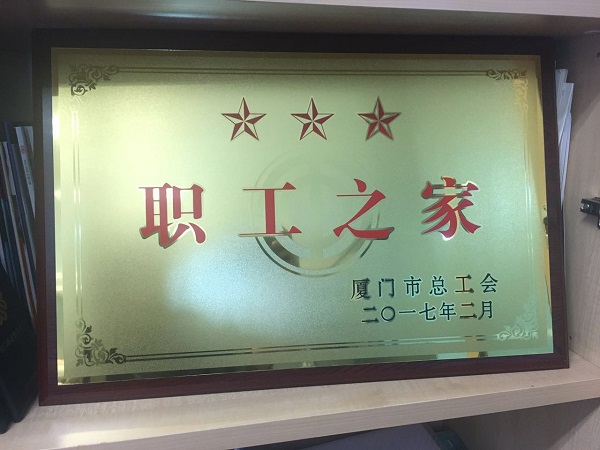 职工之家
厦门市总工会
二〇一七年二月